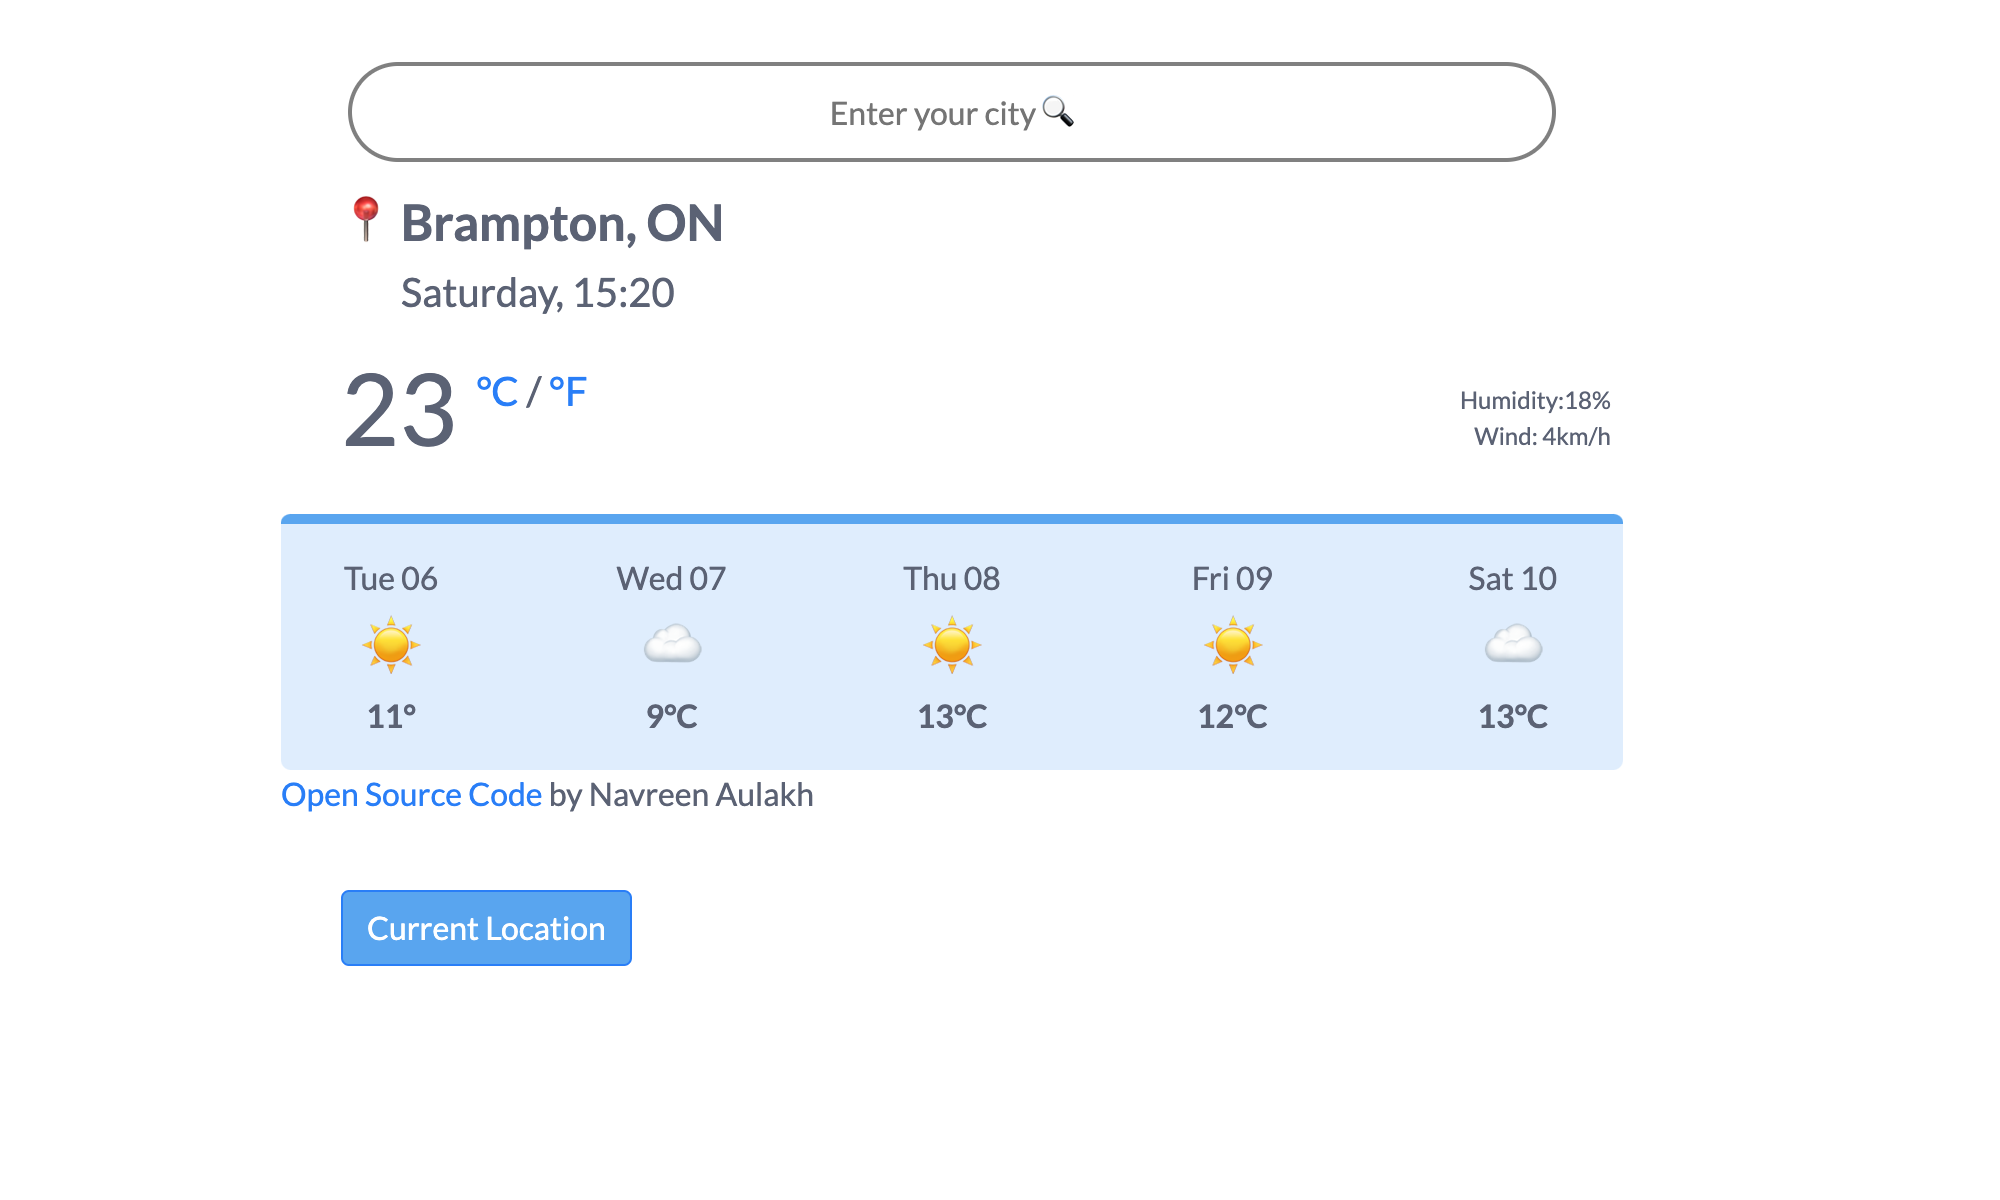 Enter your city🔍
📍 Brampton, ON
Saturday, 15:20
23 °C / °F
Humidity:18%
Wind: 4km/h
Tue 06 Wed 07 Thu 08 Fri 09 Sat 10
11° 9°C 13°C 12°C 13°C
Open Source Code by Navreen Aulakh
Current Location